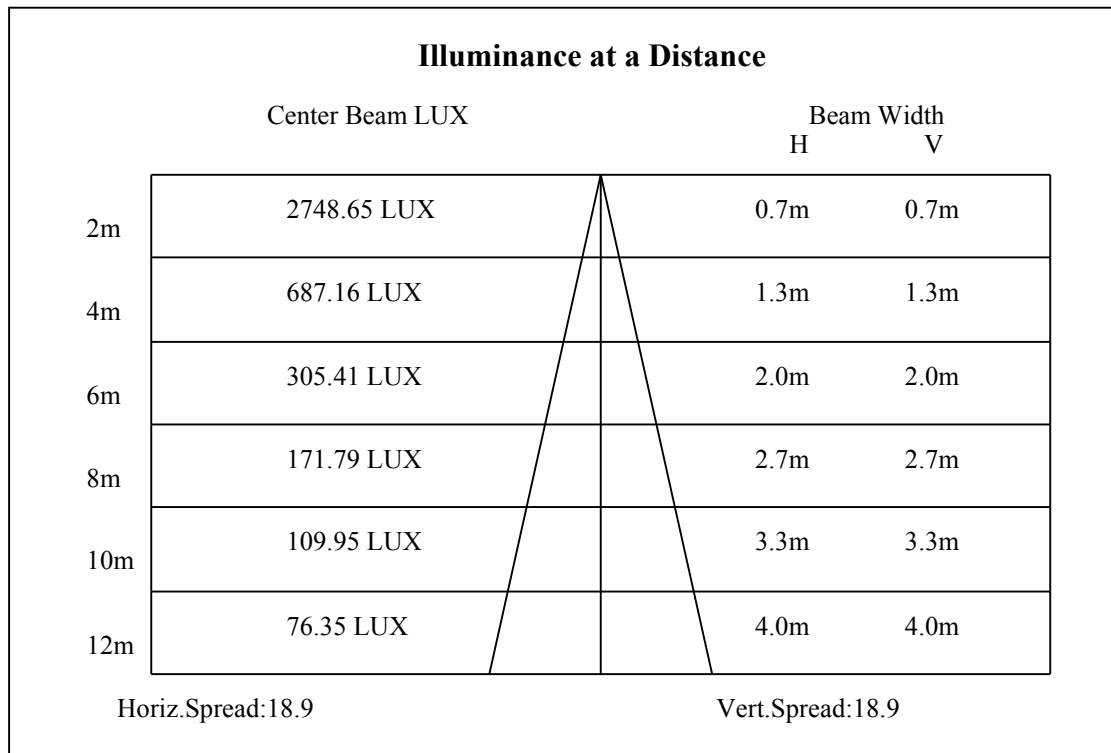 Illuminance at a Distance
Center Beam LUX Beam Width
H V
2748.65 LUX 0.7m 0.7m
2m
687.16 LUX 1.3m 1.3m
4m
305.41 LUX 2.0m 2.0m
6m
171.79 LUX 2.7m 2.7m
8m
109.95 LUX 3.3m 3.3m
10m
76.35 LUX 4.0m 4.0m
12m
Horiz.Spread:18.9 Vert.Spread:18.9